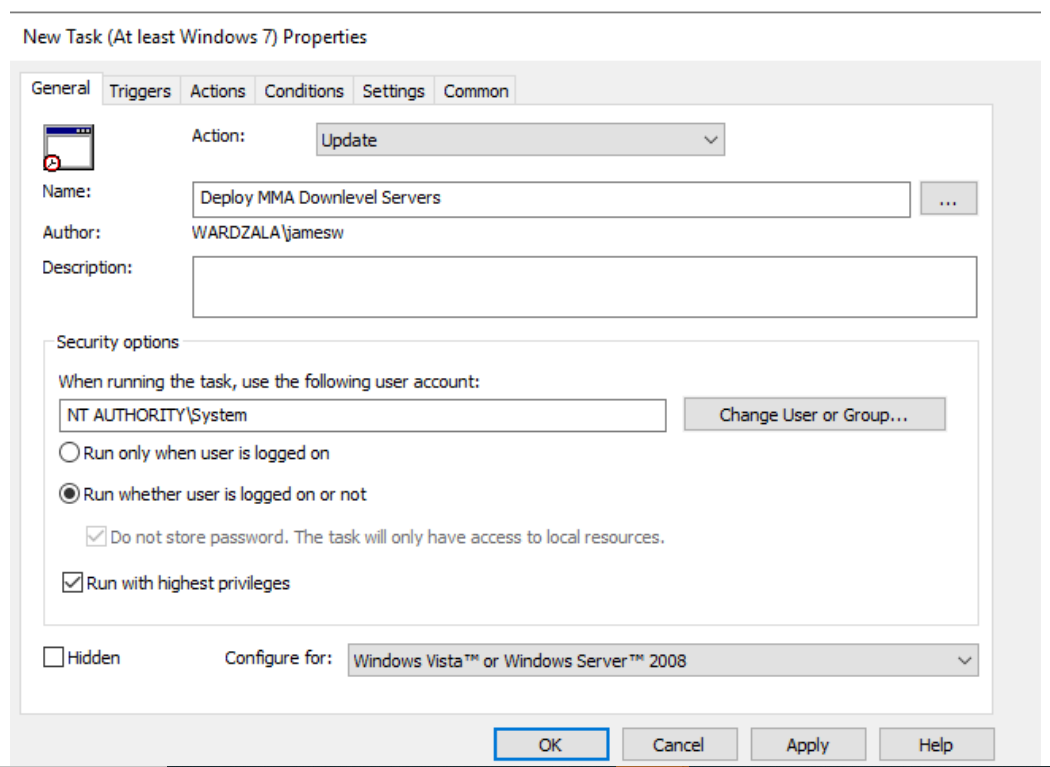 New Task (At least Windows 7) Properties
General Triggers Actions Conditions Settings Common
Action: Update
Name: Deploy MMA Downlevel Servers ...
Author: WARDZALA\jamesw
Description:
Security options
When running the task, use the following user account:
NT AUTHORITY\System Change User or Group...
Run only when user is logged on
Run whether user is logged on or not
Do not store password. The task will only have access to local resources.
Run with highest privileges
Hidden Configure for: Windows Vista™ or Windows Server™ 2008
OK Cancel Apply Help